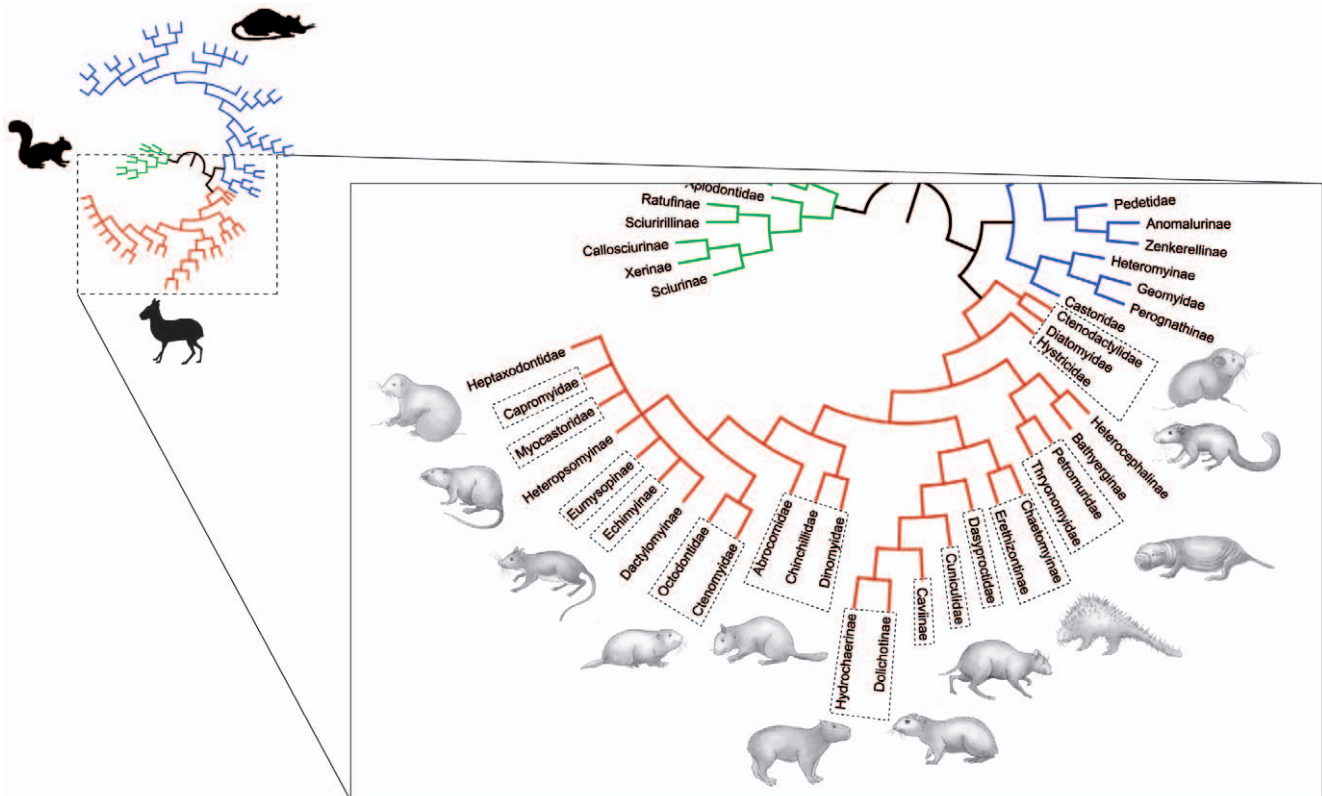 Aplodontidae
Ratufinae
Sciuririllinae
Callosciurinae
Xerinae
Sciurinae
Pedetidae
Anomalurinae
Zenkerellinae
Heteromyinae
Geomyidae
Perognathinae
Castoridae
Ctenodactylidae
Diatomyidae
Hystricidae
Heterocephalinae
Bathyerginae
Petromuridae
Thryonomyidae
Chaetomyinae
Erethizontinae
Dasyproctidae
Cuniculidae
Caviinae
Dolichotinae
Hydrochaerinae
Dinomyidae
Chinchillidae
Abrocomidae
Ctenomyidae
Octodontidae
Dactylomyinae
Echimyinae
Eumysopinae
Heteropsomyinae
Myocastoridae
Capromyidae
Heptaxodontidae